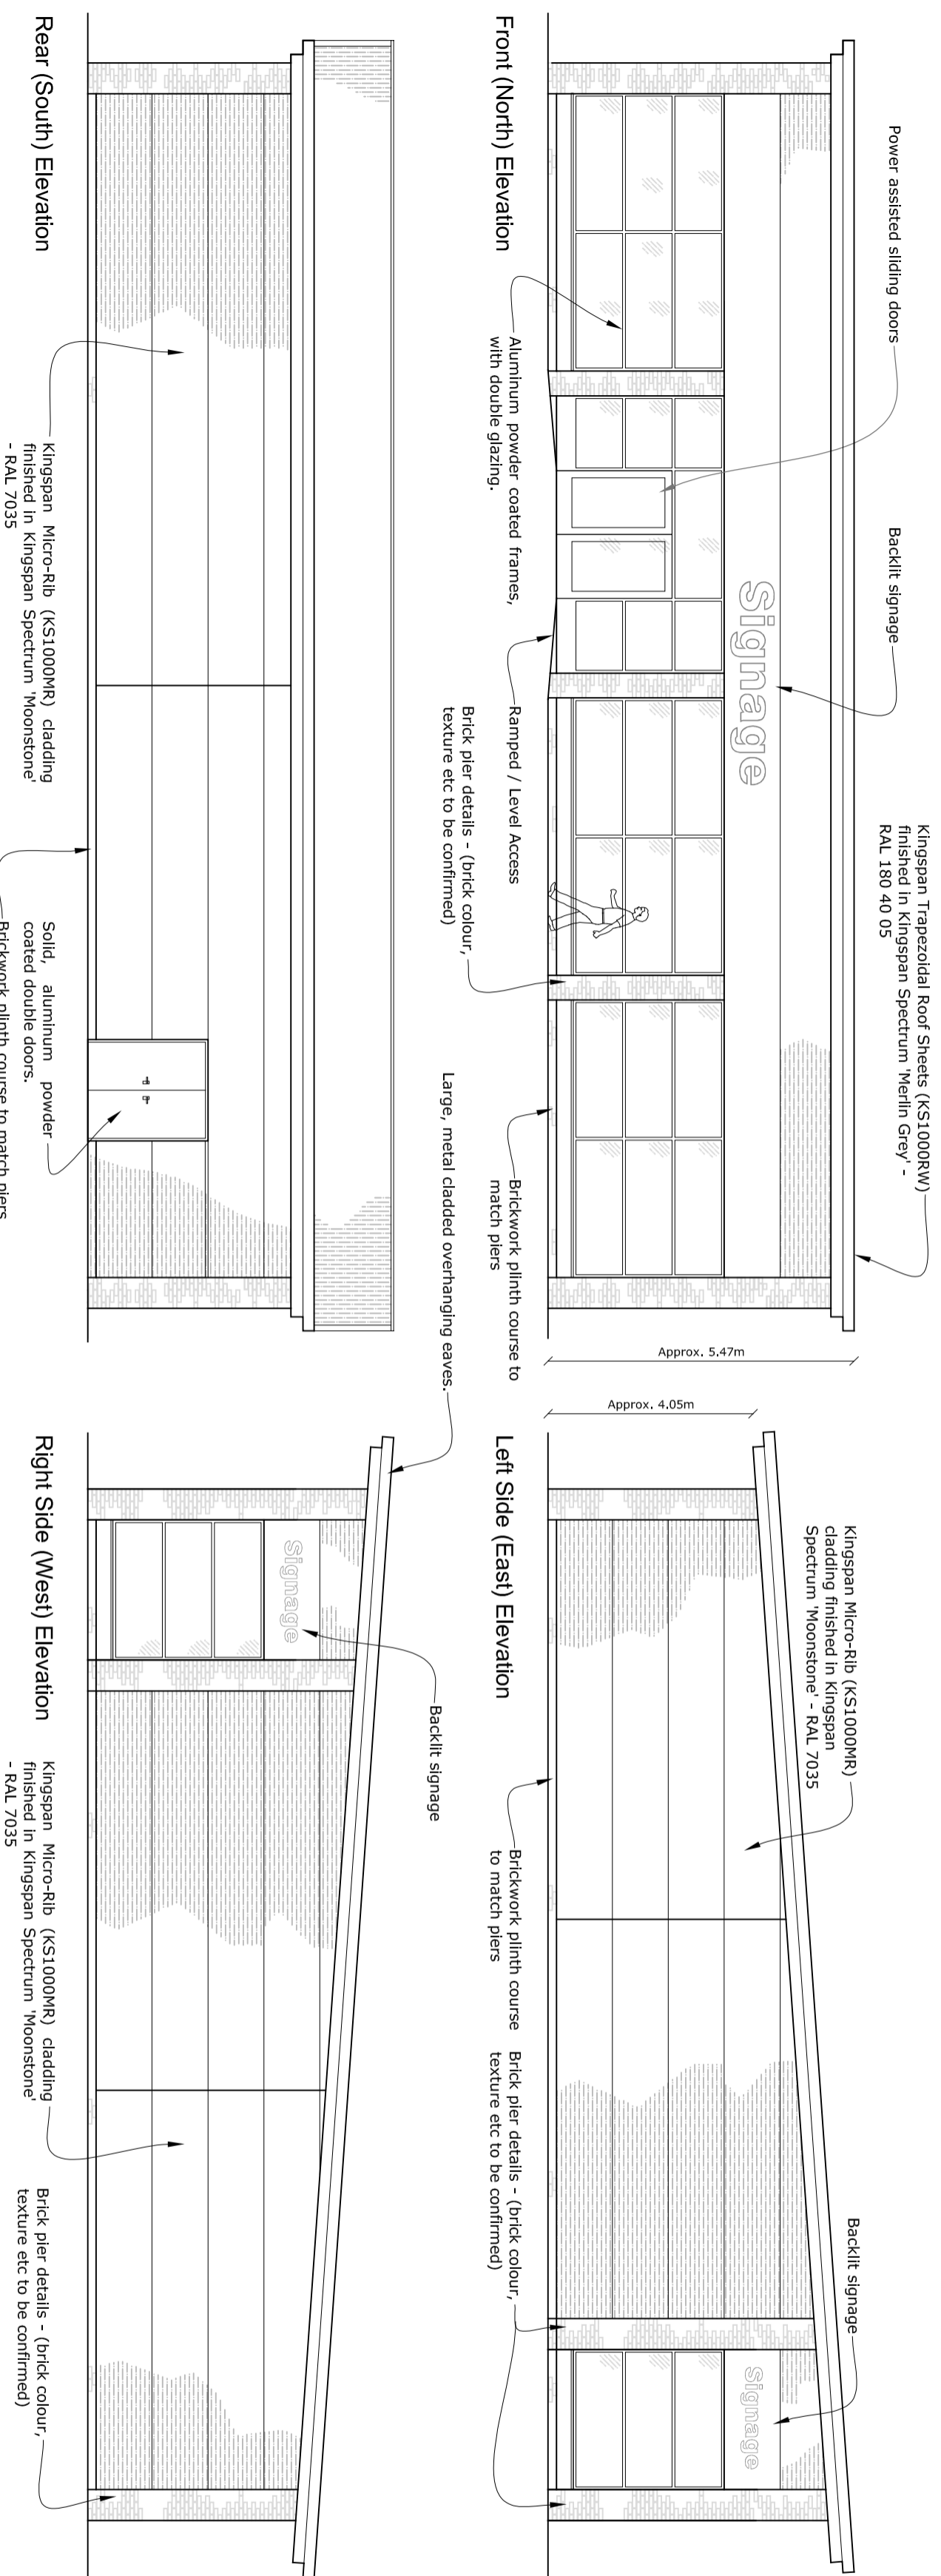 Power assisted sliding doors
Backlit signage
Kingspan Trapezoidal Roof Sheets (KS1000RW)
finished in Kingspan Spectrum 'Merlin Grey' -
RAL 180 40 05
Signage
Approx. 5.47m
Front (North) Elevation
Aluminum powder coated frames,
with double glazing.
Ramped / Level Access
Brick pier details - (brick colour,
texture etc to be confirmed)
Brickwork plinth course to
match piers
Large, metal cladded overhanging eaves.
Kingspan Micro-Rib (KS1000MR)
cladding finished in Kingspan
Spectrum 'Moonstone' - RAL 7035
Backlit signage
Signage
Approx. 4.05m
Left Side (East) Elevation
Brickwork plinth course
to match piers
Brick pier details - (brick colour,
texture etc to be confirmed)
Rear (South) Elevation
Kingspan Micro-Rib (KS1000MR) cladding
finished in Kingspan Spectrum 'Moonstone'
- RAL 7035
Solid, aluminum powder
coated double doors.
Brickwork plinth course to match piers
Backlit signage
Signage
Right Side (West) Elevation
Kingspan Micro-Rib (KS1000MR) cladding
finished in Kingspan Spectrum 'Moonstone'
- RAL 7035
Brick pier details - (brick colour,
texture etc to be confirmed)